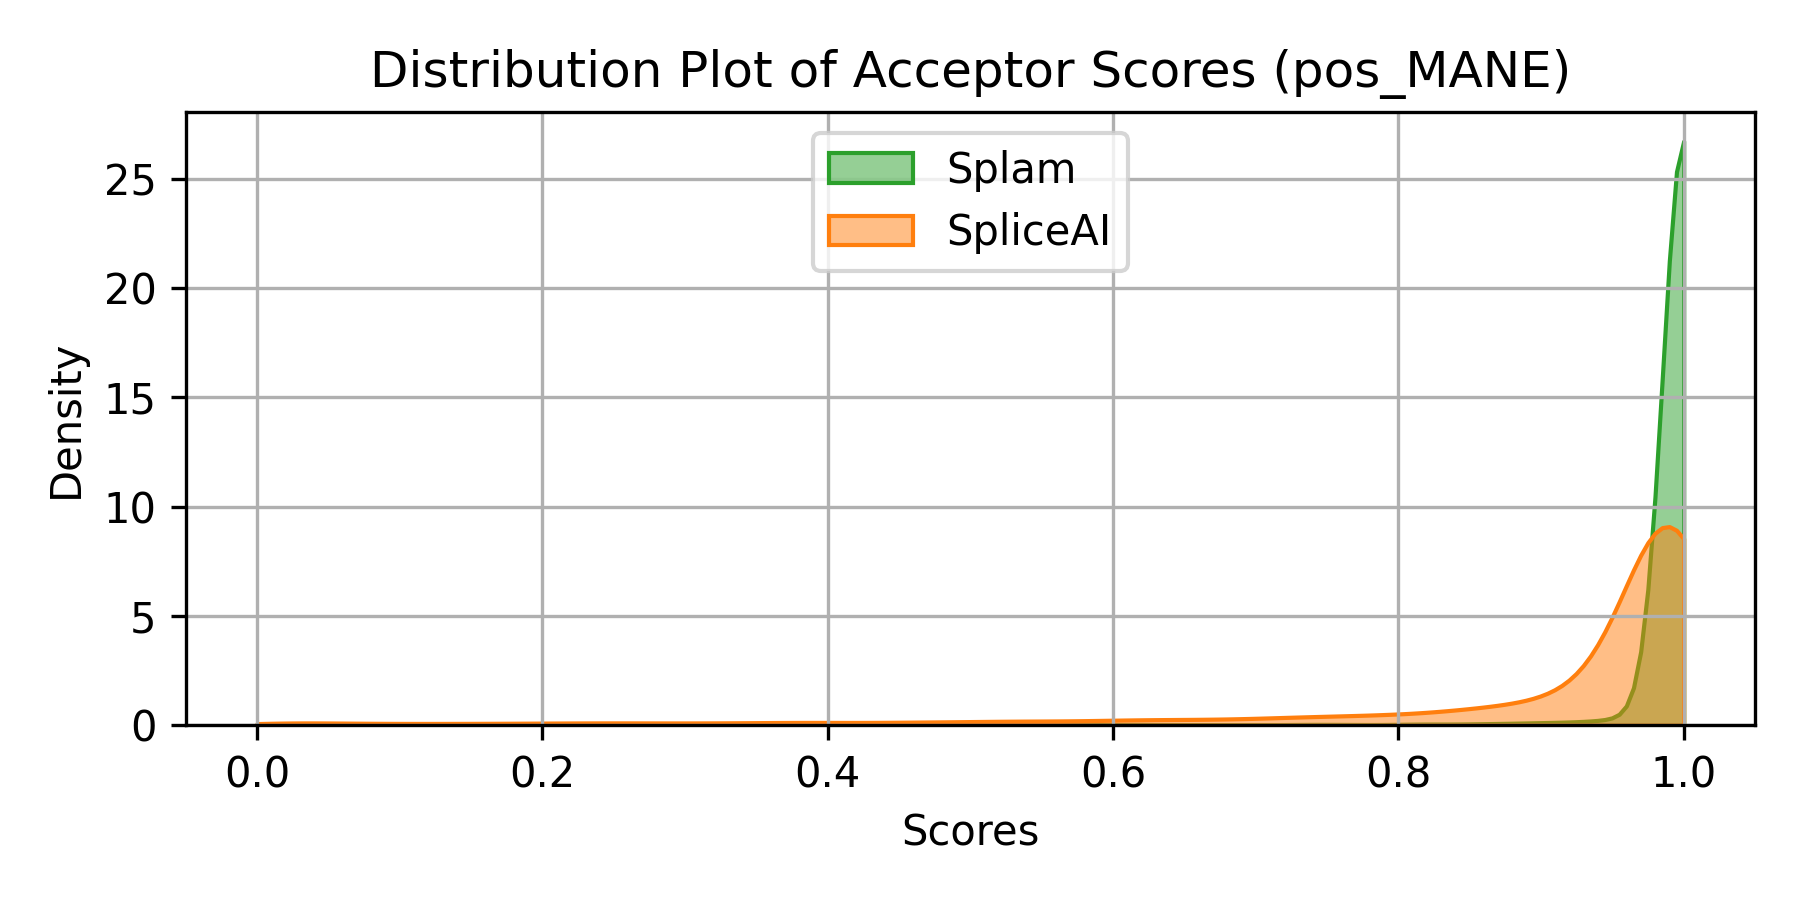 Distribution Plot of Acceptor Scores (pos_MANE)
Splam
SpliceAI
Density
25
20
15
10
5
0
0.0 0.2 0.4 0.6 0.8 1.0
Scores